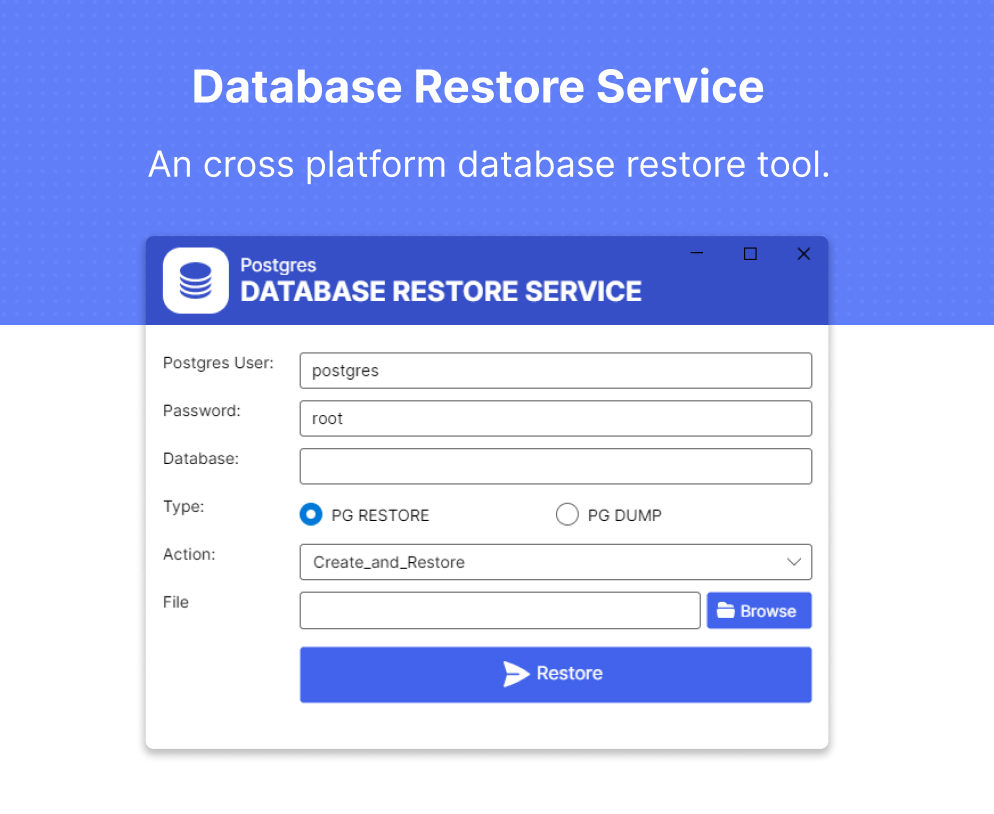 Database Restore Service
An cross platform database restore tool.
Postgres
DATABASE RESTORE SERVICE
Postgres User:
postgres
Password:
root
Database:
Type:
PG RESTORE
PG DUMP
Action:
Create_and_Restore
File
Browse
Restore